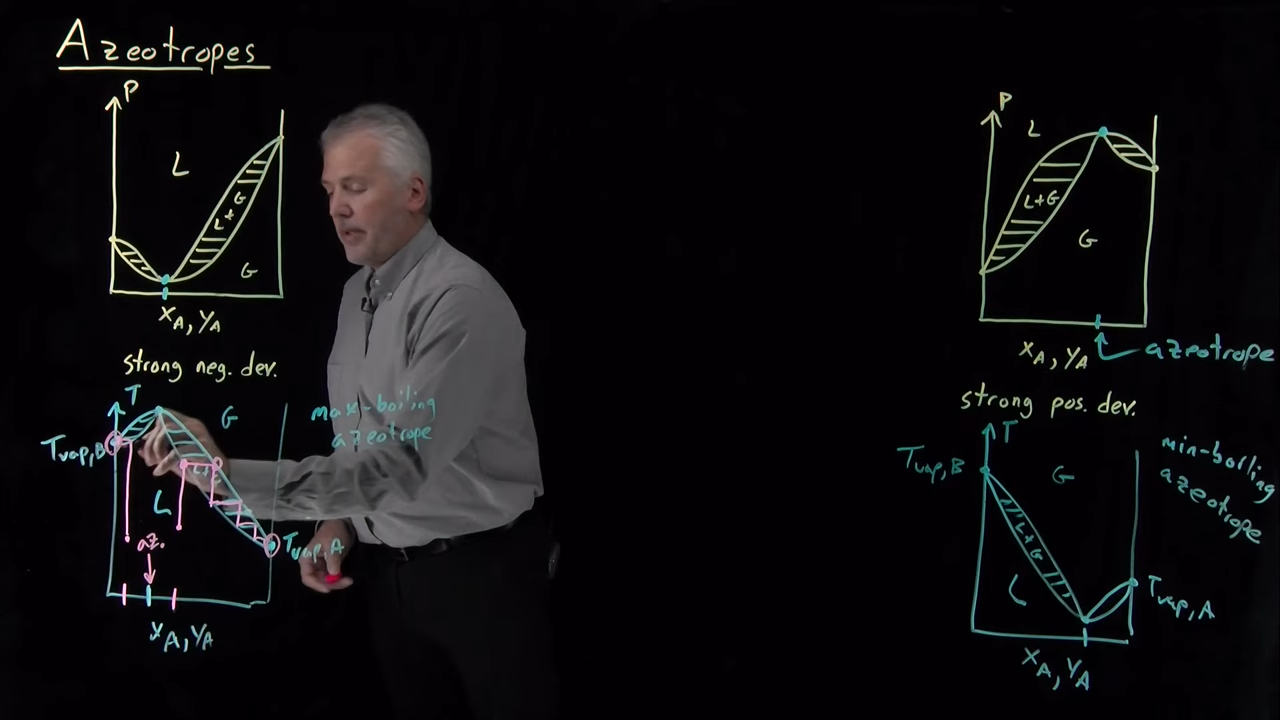 Azeotropes
P
L
L+G
G
xA, yA
strong neg. dev.
T
G
max-boiling
azeotrope
Tvap,B
L
az.
Tvap,A
xA, yA
P
L
L+G
G
xA, yA
azeotrope
strong pos. dev.
T
Tvap,B
G
min-boiling
azeotrope
L+G
L
Tvap,A
xA, yA